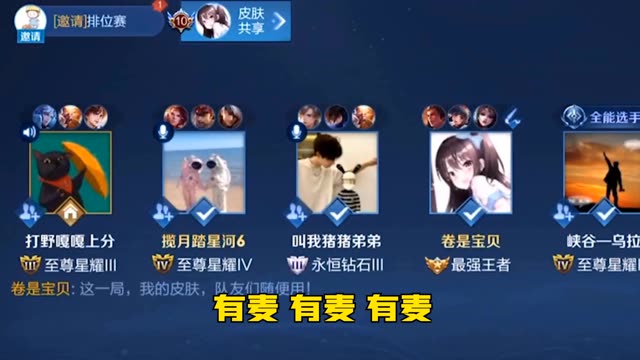 [邀请]排位赛
1
邀请
10
皮肤
共享
全能选手
打野嘎嘎上分
揽月踏星河6
叫我猪猪弟弟
卷是宝贝
峡谷一乌拉
III 至尊星耀III
IV 至尊星耀IV
III 永恒钻石III
最强王者
IV 至尊星耀
卷是宝贝: 这一局，我的皮肤，队友们随便用！
有麦 有麦 有麦